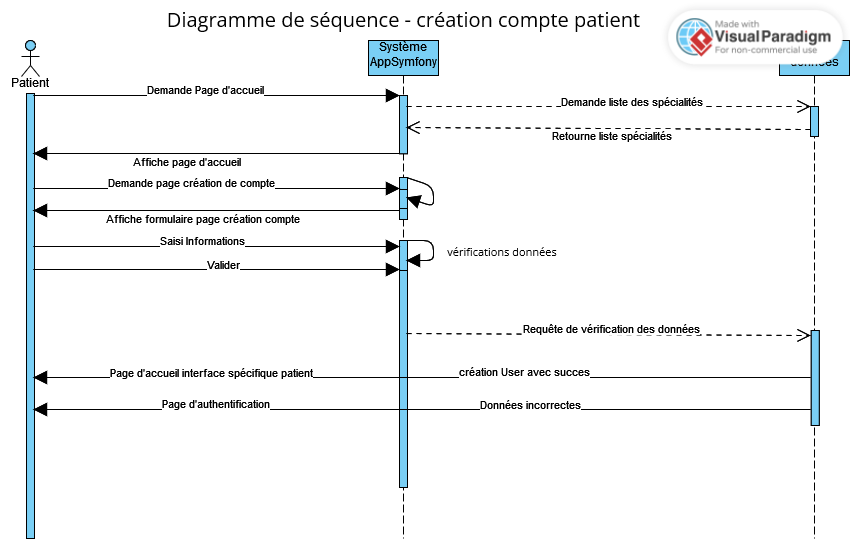 Diagramme de séquence - création compte patient
Made with
VisualParadigm
For non-commercial use
Patient
Système
AppSymfony
données
Demande Page d'accueil
Demande liste des spécialités
Retourne liste spécialités
Affiche page d'accueil
Demande page création de compte
Affiche formulaire page création compte
Saisi Informations
vérifications données
Valider
Requête de vérification des données
Page d'accueil interface spécifique patient
création User avec succes
Page d'authentification
Données incorrectes